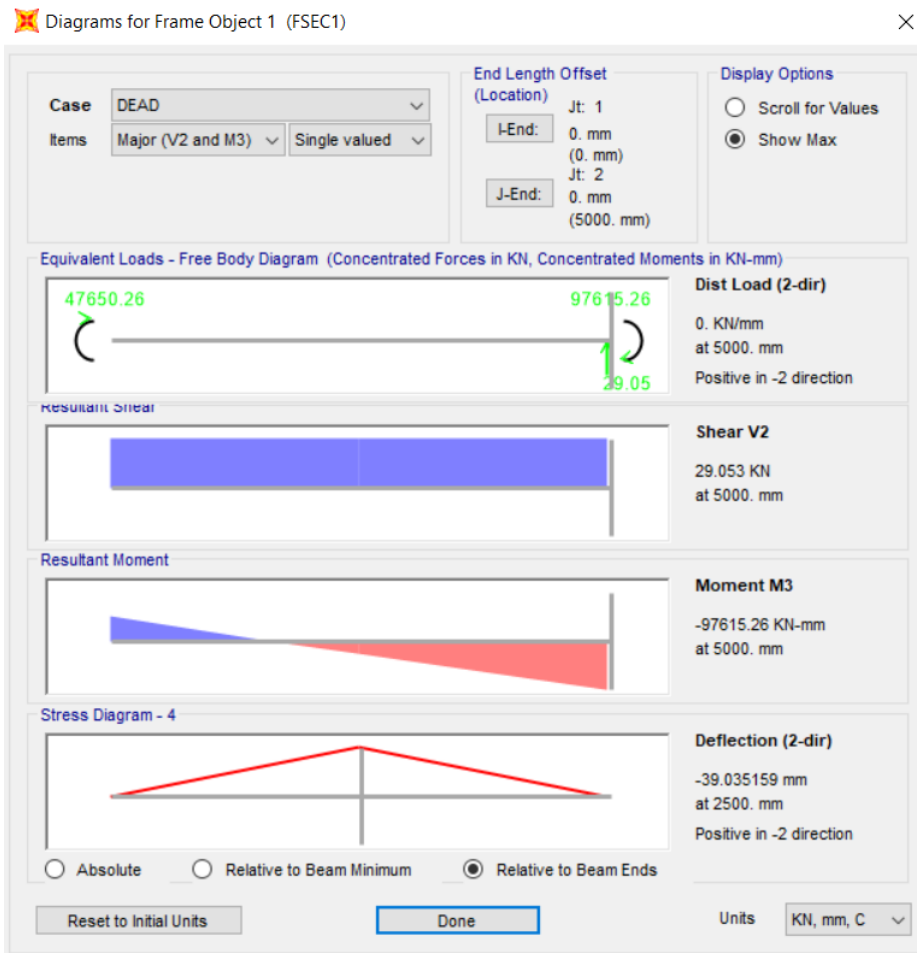 Diagrams for Frame Object 1 (FSEC1)
Case DEAD
Items Major (V2 and M3) Single valued
End Length Offset
(Location)
Jt: 1
I-End: 0. mm
(0. mm)
Jt: 2
J-End: 0. mm
(5000. mm)
Display Options
Scroll for Values
Show Max
Equivalent Loads - Free Body Diagram (Concentrated Forces in KN, Concentrated Moments in KN-mm)
47650.26 97615.26
29.05
Dist Load (2-dir)
0. KN/mm
at 5000. mm
Positive in -2 direction
Resultant Shear
Shear V2
29.053 KN
at 5000. mm
Resultant Moment
Moment M3
-97615.26 KN-mm
at 5000. mm
Stress Diagram - 4
Deflection (2-dir)
-39.035159 mm
at 2500. mm
Positive in -2 direction
Absolute Relative to Beam Minimum Relative to Beam Ends
Reset to Initial Units Done Units KN, mm, C